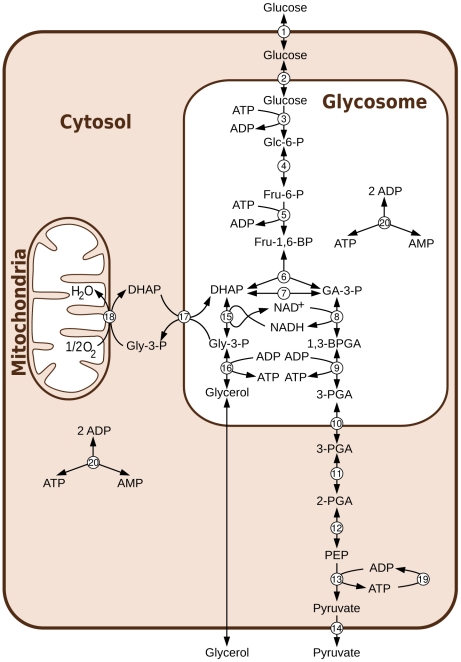 Glucose
1
Glucose
2
Glycosome
Glucose
Cytosol
ATP
3
ADP
Glc-6-P
4
Fru-6-P
2 ADP
ATP
5
ADP
20
ATP
AMP
Fru-1,6-BP
6
Mitochondria
H2O
DHAP
DHAP
7
GA-3-P
NAD+
18
17
15
8
NADH
1/2O2
Gly-3-P
Gly-3-P
1,3-BPGA
ADP
ADP
16
9
ATP
ATP
Glycerol
3-PGA
10
2 ADP
3-PGA
20
11
ATP
AMP
2-PGA
12
PEP
ADP
13
19
ATP
Pyruvate
14
Glycerol
Pyruvate